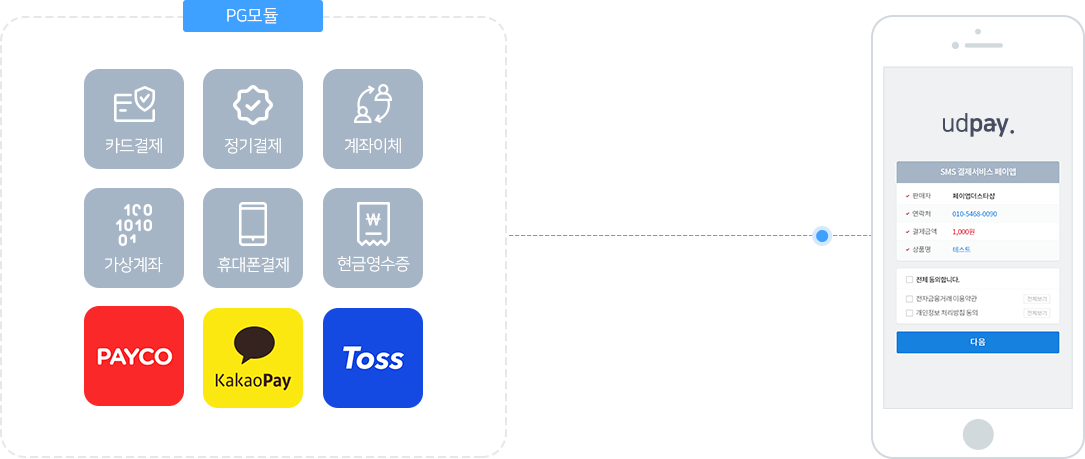 PG모듈
카드결제
정기결제
계좌이체
100
1010
01
가상계좌
휴대폰결제
₩
현금영수증
PAYCO
KakaoPay
Toss
udpay.
SMS 결제서비스 페이앱
판매자 페이앱더스타샵
연락처 010-5468-0090
결제금액 1,000원
상품명 테스트
전체 동의합니다.
전자금융거래 이용약관 전체보기
개인정보 처리방침 동의 전체보기
다음